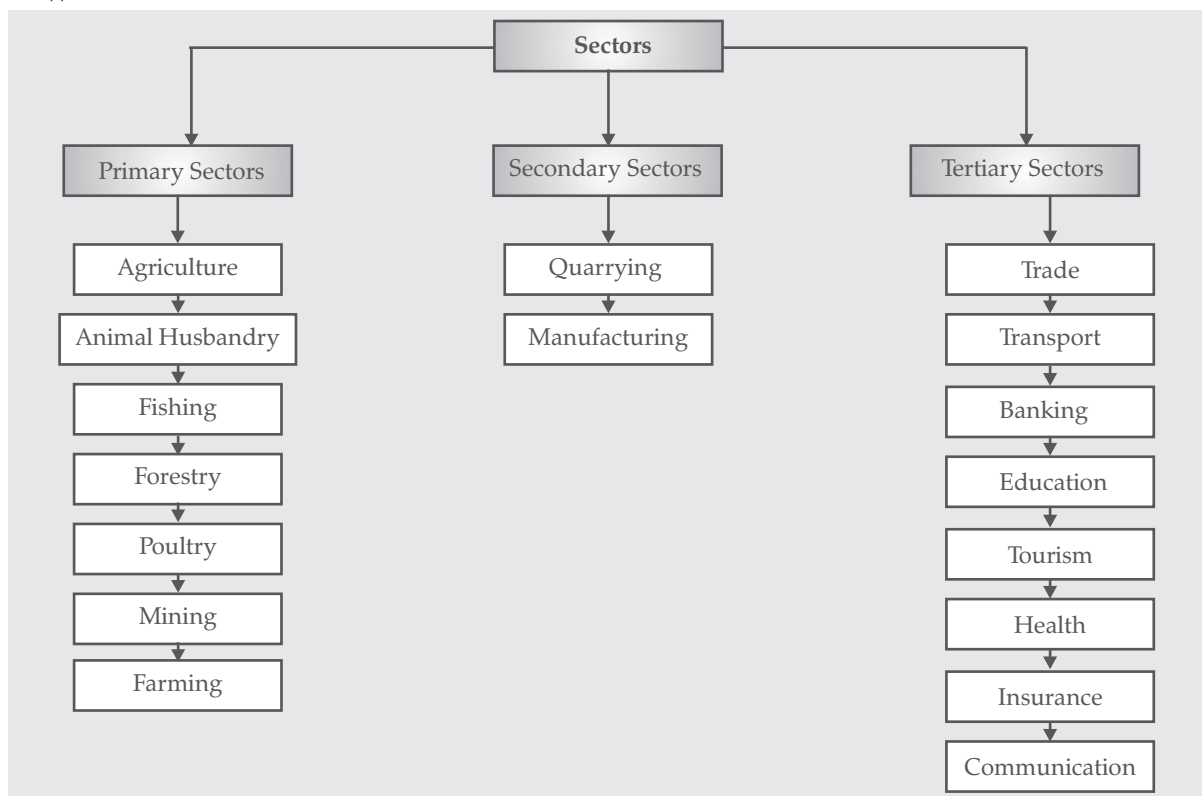 Sectors
Primary Sectors
Secondary Sectors
Tertiary Sectors
Agriculture
Animal Husbandry
Fishing
Forestry
Poultry
Mining
Farming
Quarrying
Manufacturing
Trade
Transport
Banking
Education
Tourism
Health
Insurance
Communication